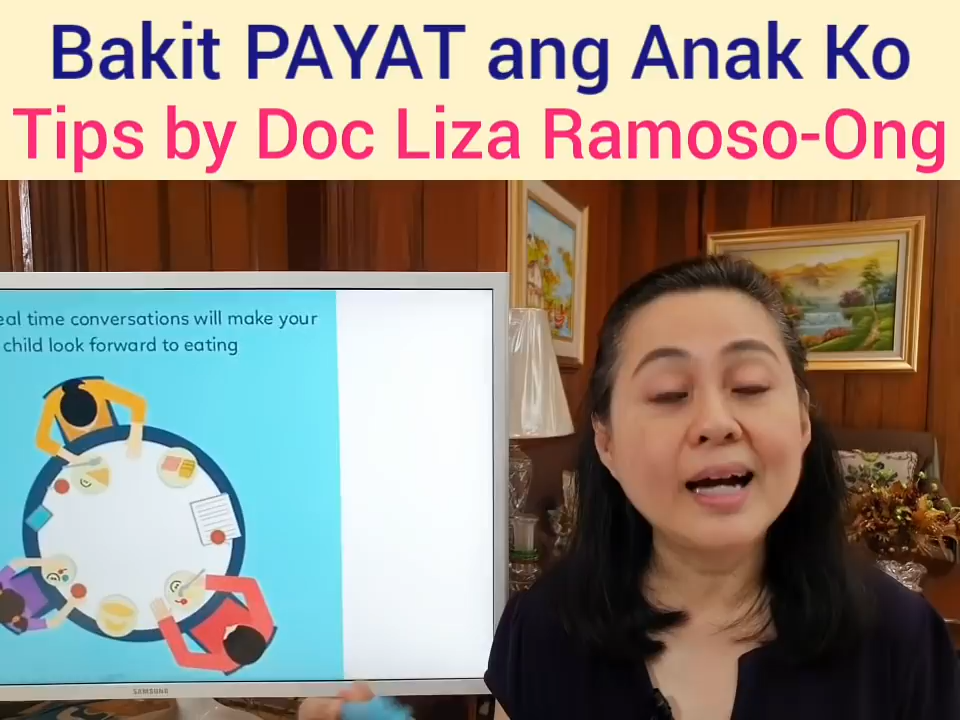 Bakit PAYAT ang Anak Ko
Tips by Doc Liza Ramoso-Ong
time conversations will make your
child look forward to eating
SAMSUNG